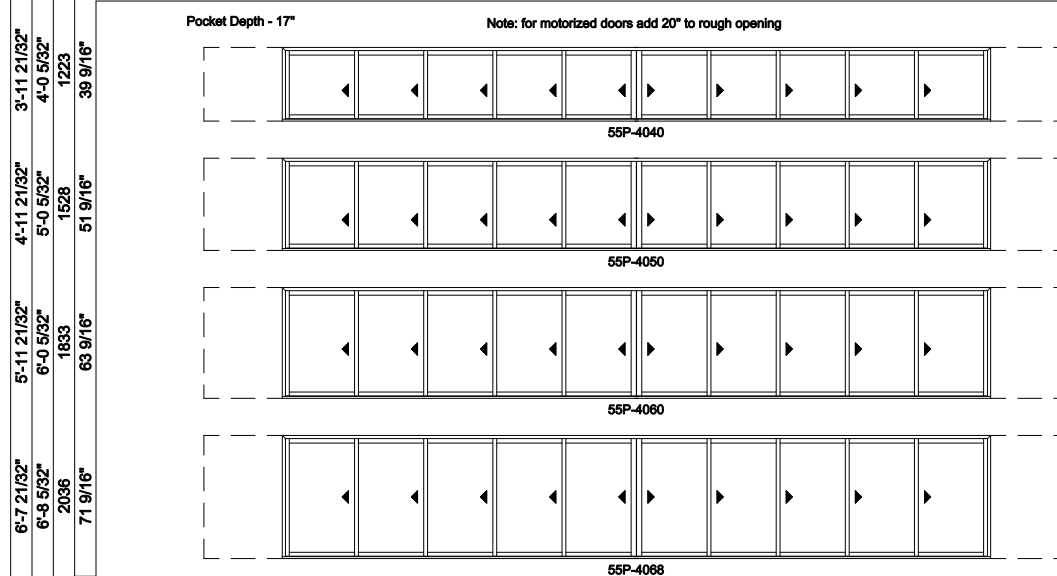 Pocket Depth - 17"
Note: for motorized doors add 20" to rough opening
3'-11 21/32"
4'-0 5/32"
1223
39 9/16"
55P-4040
4'-11 21/32"
5'-0 5/32"
1528
51 9/16"
55P-4050
5'-11 21/32"
6'-0 5/32"
1833
63 9/16"
55P-4060
6'-7 21/32"
6'-8 5/32"
2036
71 9/16"
55P-4068